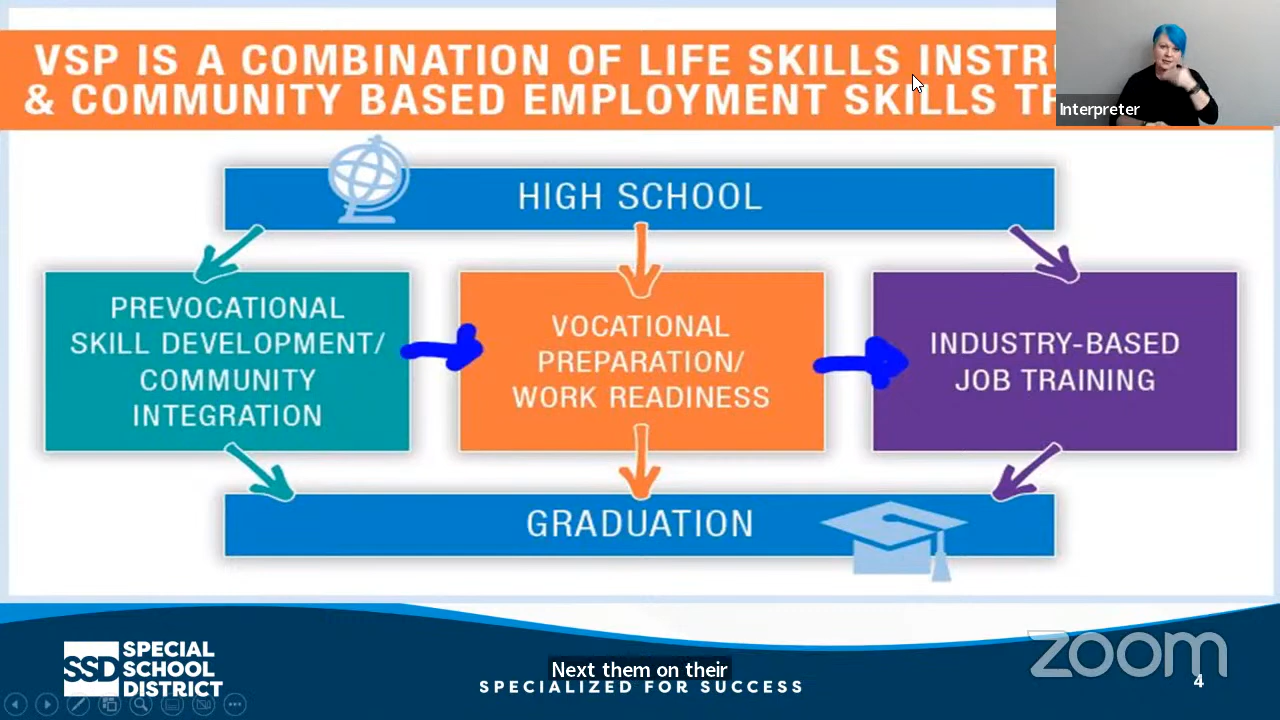 VSP IS A COMBINATION OF LIFE SKILLS
& COMMUNITY BASED EMPLOYMENT SKILLS
Interpreter
HIGH SCHOOL
PREVOCATIONAL
SKILL DEVELOPMENT/
COMMUNITY
INTEGRATION
VOCATIONAL
PREPARATION/
WORK READINESS
INDUSTRY-BASED
JOB TRAINING
GRADUATION
SSD
SPECIAL
SCHOOL
DISTRICT
Next them on their
SPECIALIZED FOR SUCCESS
zoom
4